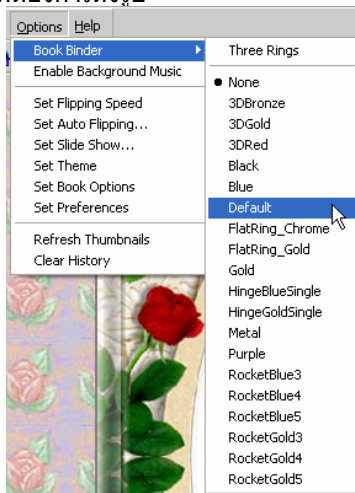 Options Help
Book Binder
Enable Background Music
Set Flipping Speed
Set Auto Flipping...
Set Slide Show...
Set Theme
Set Book Options
Set Preferences
Refresh Thumbnails
Clear History
Three Rings
None
3DBronze
3DGold
3DRed
Black
Blue
Default
FlatRing_Chrome
FlatRing_Gold
Gold
HingeBlueSingle
HingeGoldSingle
Metal
Purple
RocketBlue3
RocketBlue4
RocketBlue5
RocketGold3
RocketGold4
RocketGold5